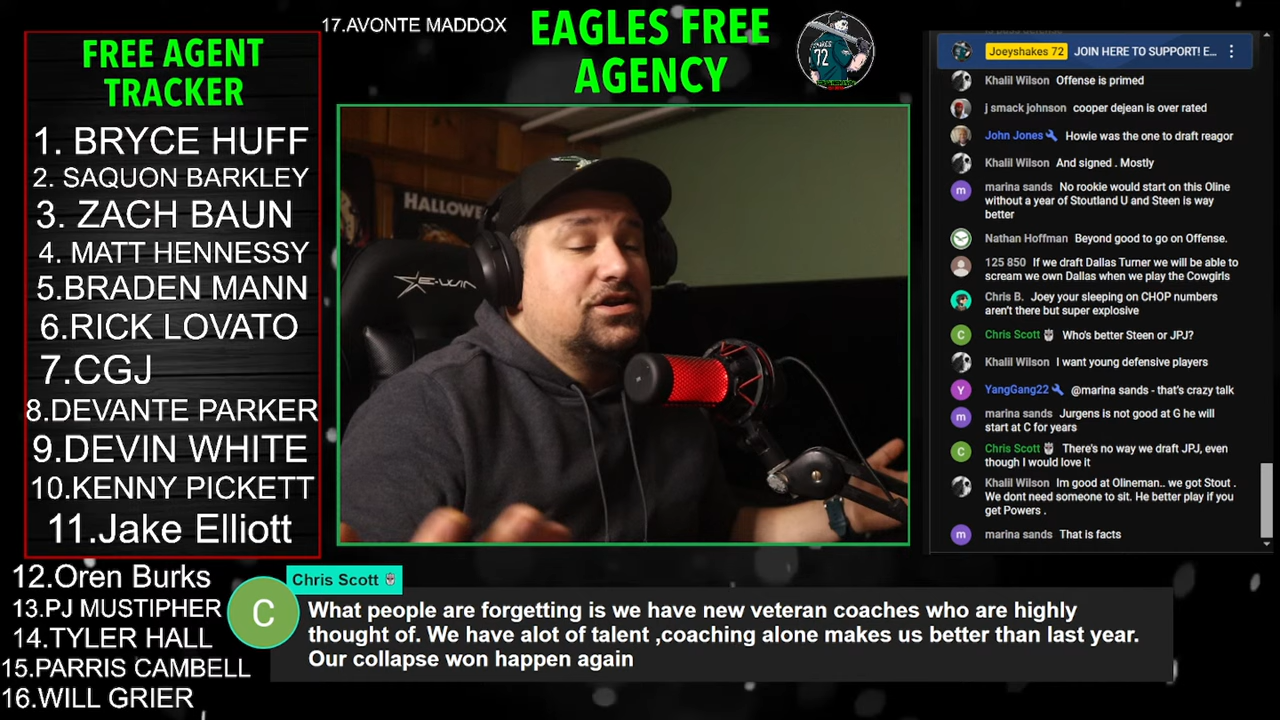 17.AVONTE MADDOX
EAGLES FREE
AGENCY
FREE AGENT
TRACKER
1. BRYCE HUFF
2. SAQUON BARKLEY
3. ZACH BAUN
4. MATT HENNESSY
5.BRADEN MANN
6.RICK LOVATO
7.CGJ
8.DEVANTE PARKER
9.DEVIN WHITE
10.KENNY PICKETT
11.Jake Elliott
12.Oren Burks
13.PJ MUSTIPHER
14.TYLER HALL
15.PARRIS CAMBELL
16.WILL GRIER
72
HALLOWE
E-WIN
Joeyshakes 72 JOIN HERE TO SUPPORT! E...
Khalil Wilson Offense is primed
j smack johnson cooper dejean is over rated
John Jones Howie was the one to draft reagor
Khalil Wilson And signed . Mostly
marina sands No rookie would start on this Oline
without a year of Stoutland U and Steen is way
better
Nathan Hoffman Beyond good to go on Offense.
125 850 If we draft Dallas Turner we will be able to
scream we own Dallas when we play the Cowgirls
Chris B. Joey your sleeping on CHOP numbers
aren't there but super explosive
Chris Scott Who's better Steen or JPJ?
Khalil Wilson I want young defensive players
YangGang22 @marina sands - that's crazy talk
marina sands Jurgens is not good at G he will
start at C for years
Chris Scott There's no way we draft JPJ, even
though I would love it
Khalil Wilson Im good at Olineman.. we got Stout .
We dont need someone to sit. He better play if you
get Powers .
marina sands That is facts
Chris Scott
C
What people are forgetting is we have new veteran coaches who are highly
thought of. We have alot of talent ,coaching alone makes us better than last year.
Our collapse won happen again